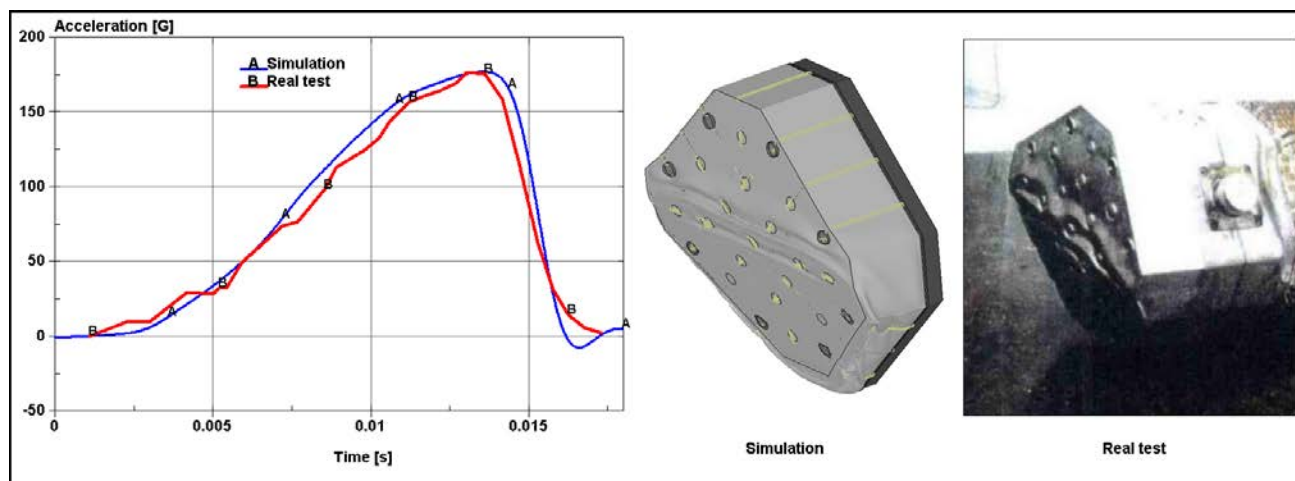 Acceleration [G]
200
150
100
50
0
-50
A Simulation
B Real test
B
A
B
A
B
A
B
B
A
B
A
0
0.005
0.01
0.015
Time [s]
Simulation
Real test